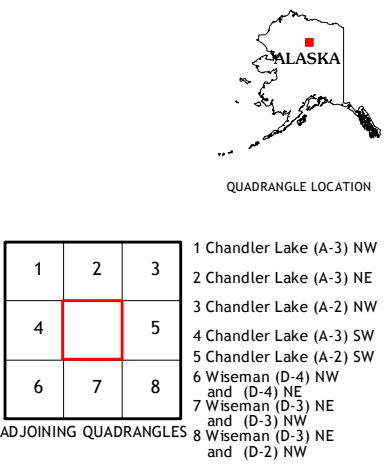 ALASKA
QUADRANGLE LOCATION
1 2 3
4 5
6 7 8
ADJOINING QUADRANGLES
1 Chandler Lake (A-3) NW
2 Chandler Lake (A-3) NE
3 Chandler Lake (A-2) NW
4 Chandler Lake (A-3) SW
5 Chandler Lake (A-2) SW
6 Wiseman (D-4) NW
and (D-4) NE
7 Wiseman (D-3) NE
and (D-3) NW
8 Wiseman (D-3) NE
and (D-2) NW